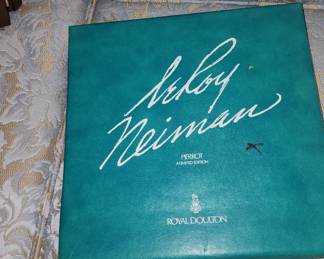 LeRoy
Neiman
PIERROT
A LIMITED EDITION
ROYAL DOULTON